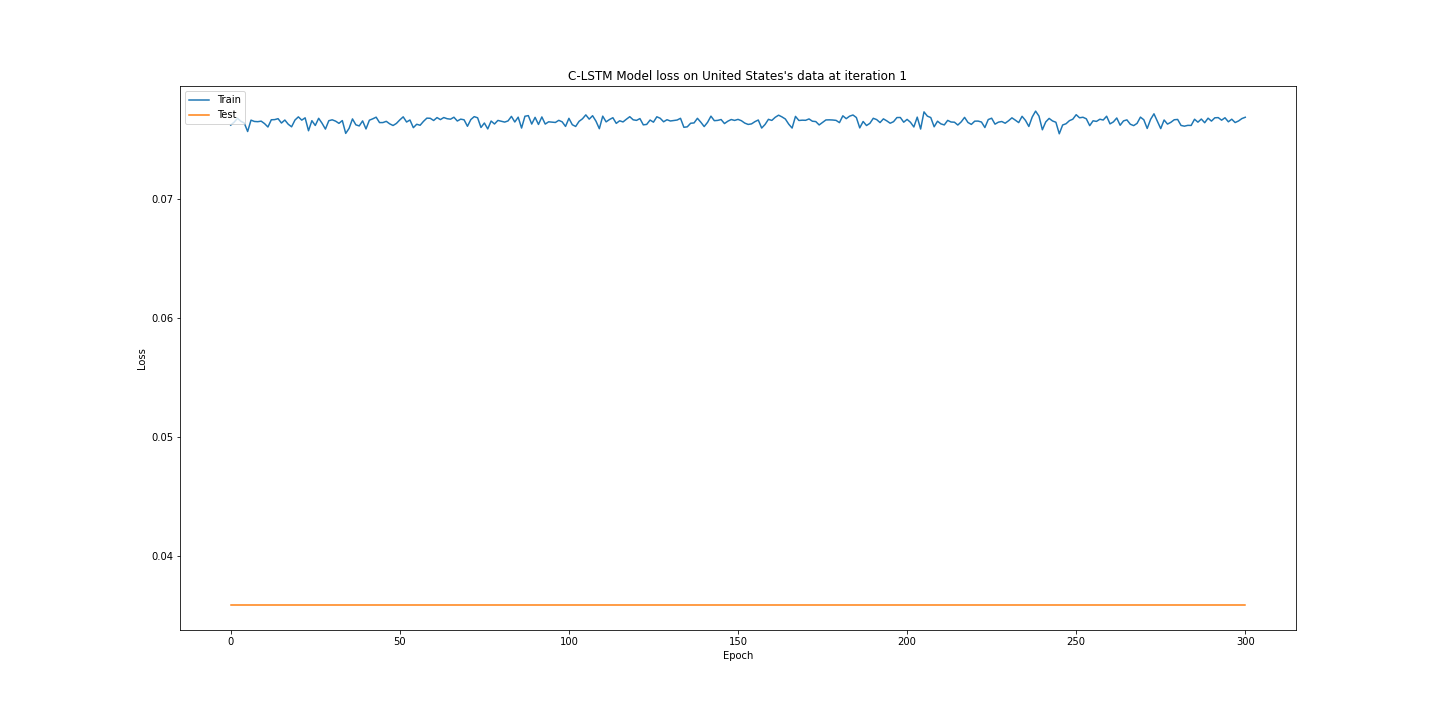 C-LSTM Model loss on United States's data at iteration 1
Train
Test
0.07
0.06
0.05
0.04
Loss
0 50 100 150 200 250 300
Epoch